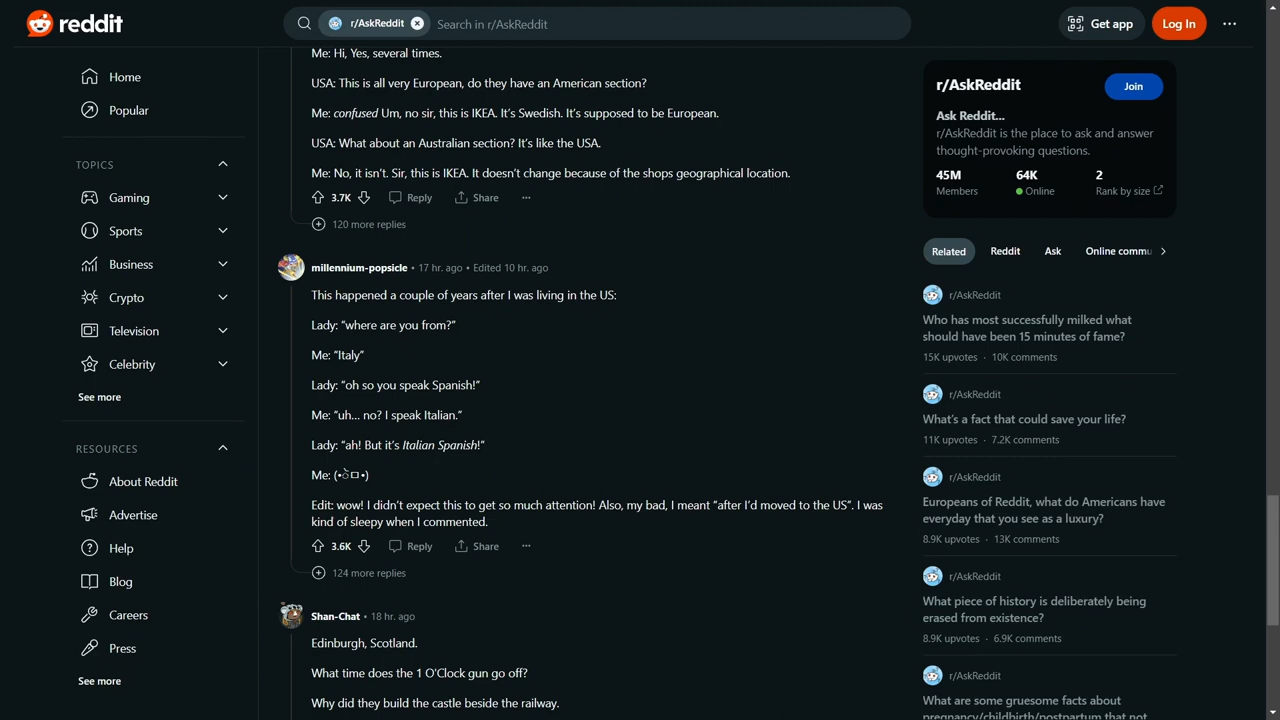 reddit
r/AskReddit
Search in r/AskReddit
Get app
Log In
Home
Popular
TOPICS
Gaming
Sports
Business
Crypto
Television
Celebrity
See more
RESOURCES
About Reddit
Advertise
Help
Blog
Careers
Press
See more
Me: Hi, Yes, several times.
USA: This is all very European, do they have an American section?
Me: confused Um, no sir, this is IKEA. It’s Swedish. It’s supposed to be European.
USA: What about an Australian section? It’s like the USA.
Me: No, it isn’t. Sir, this is IKEA. It doesn’t change because of the shops geographical location.
3.7K Reply Share
120 more replies
millennium-popsicle • 17 hr. ago • Edited 10 hr. ago
This happened a couple of years after I was living in the US:
Lady: “where are you from?”
Me: “Italy”
Lady: “oh so you speak Spanish!”
Me: “uh... no? I speak Italian.”
Lady: “ah! But it’s Italian Spanish!”
Me: (•ૅㅁ•)
Edit: wow! I didn’t expect this to get so much attention! Also, my bad, I meant “after I’d moved to the US”. I was
kind of sleepy when I commented.
3.6K Reply Share
124 more replies
Shan-Chat • 18 hr. ago
Edinburgh, Scotland.
What time does the 1 O'Clock gun go off?
Why did they build the castle beside the railway.
r/AskReddit
Join
Ask Reddit...
r/AskReddit is the place to ask and answer
thought-provoking questions.
45M 64K 2
Members Online Rank by size
Related Reddit Ask Online commu
r/AskReddit
Who has most successfully milked what
should have been 15 minutes of fame?
15K upvotes · 10K comments
r/AskReddit
What’s a fact that could save your life?
11K upvotes · 7.2K comments
r/AskReddit
Europeans of Reddit, what do Americans have
everyday that you see as a luxury?
8.9K upvotes · 13K comments
r/AskReddit
What piece of history is deliberately being
erased from existence?
8.9K upvotes · 6.9K comments
r/AskReddit
What are some gruesome facts about
pregnancy/childbirth/postpartum that not